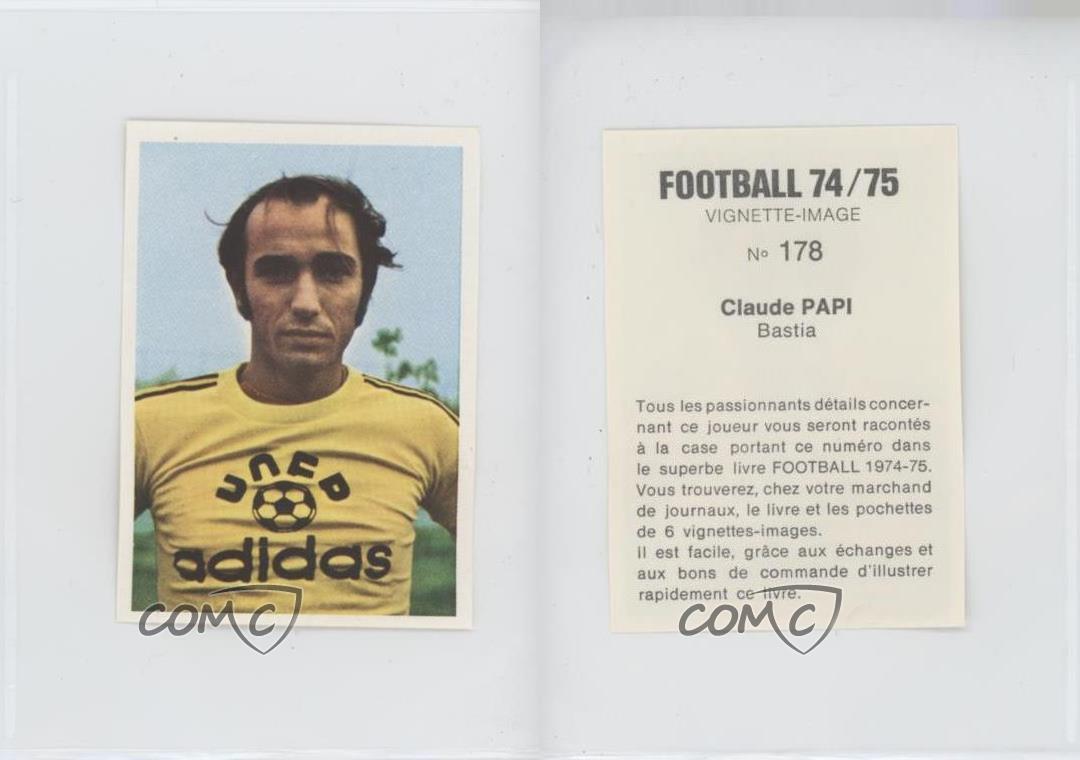 UNFP
adidas
COMC
FOOTBALL 74/75
VIGNETTE-IMAGE
No 178
Claude PAPI
Bastia
Tous les passionnants détails concer-
nant ce joueur vous seront racontés
à la case portant ce numéro dans
le superbe livre FOOTBALL 1974-75.
Vous trouverez, chez votre marchand
de journaux, le livre et les pochettes
de 6 vignettes-images.
Il est facile, grâce aux échanges et
aux bons de commande d'illustrer
rapidement ce livre.
COMC